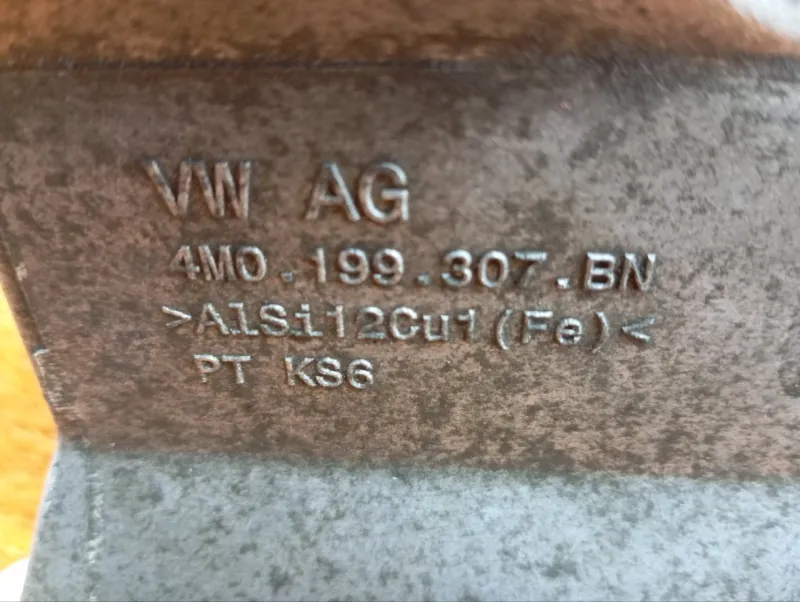 VW AG
4M0.199.307.BN
>AlSi12Cu1(Fe)<
PT KS6